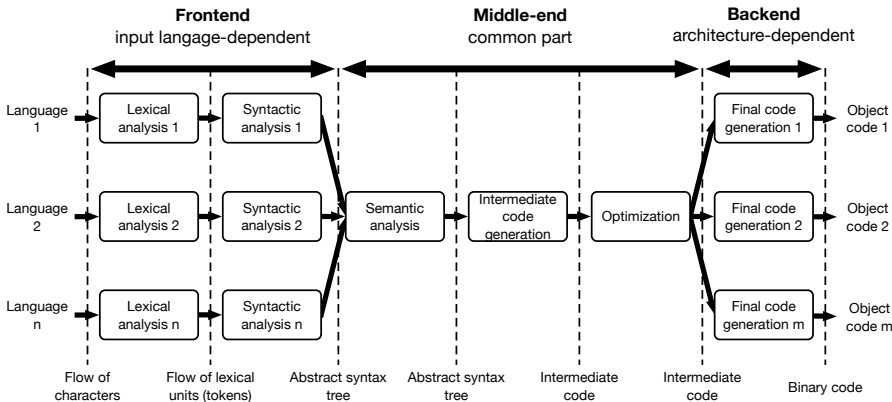 Frontend
input langage-dependent
Middle-end
common part
Backend
architecture-dependent
Language
1
Lexical
analysis 1
Syntactic
analysis 1
Final code
generation 1
Object
code 1
Language
2
Lexical
analysis 2
Syntactic
analysis 2
Semantic
analysis
Intermediate
code
generation
Optimization
Final code
generation 2
Object
code 2
Language
n
Lexical
analysis n
Syntactic
analysis n
Final code
generation m
Object
code m
Flow of
characters
Flow of lexical
units (tokens)
Abstract syntax
tree
Abstract syntax
tree
Intermediate
code
Intermediate
code
Binary code